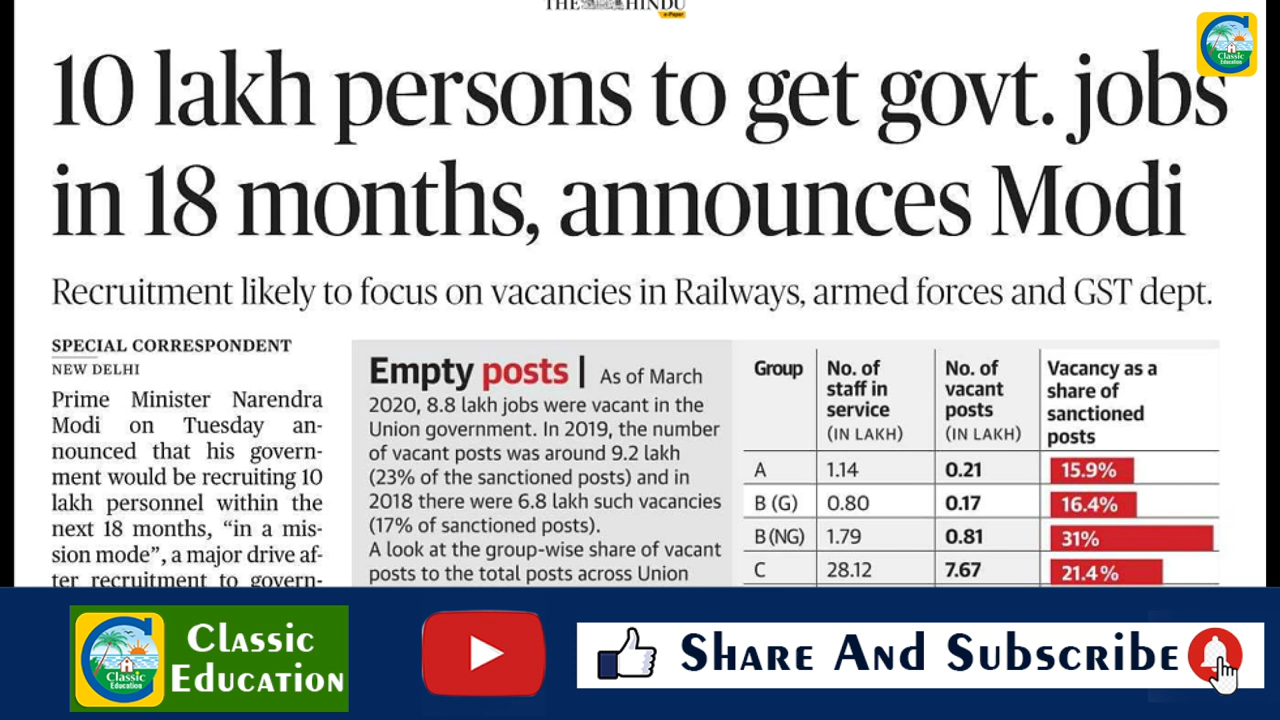 THE HINDU
e-Paper
Classic
Education
10 lakh persons to get govt. jobs
in 18 months, announces Modi
Recruitment likely to focus on vacancies in Railways, armed forces and GST dept.
SPECIAL CORRESPONDENT
NEW DELHI
Prime Minister Narendra
Modi on Tuesday an-
nounced that his govern-
ment would be recruiting 10
lakh personnel within the
next 18 months, “in a mis-
sion mode”, a major drive af-
ter recruitment to govern-
Empty posts | As of March
2020, 8.8 lakh jobs were vacant in the
Union government. In 2019, the number
of vacant posts was around 9.2 lakh
(23% of the sanctioned posts) and in
2018 there were 6.8 lakh such vacancies
(17% of sanctioned posts).
A look at the group-wise share of vacant
posts to the total posts across Union
Group No. of staff in service (IN LAKH) No. of vacant posts (IN LAKH) Vacancy as a share of sanctioned posts
A 1.14 0.21 15.9%
B (G) 0.80 0.17 16.4%
B (NG) 1.79 0.81 31%
C 28.12 7.67 21.4%
Classic
Education
Classic
Education
Share And Subscribe